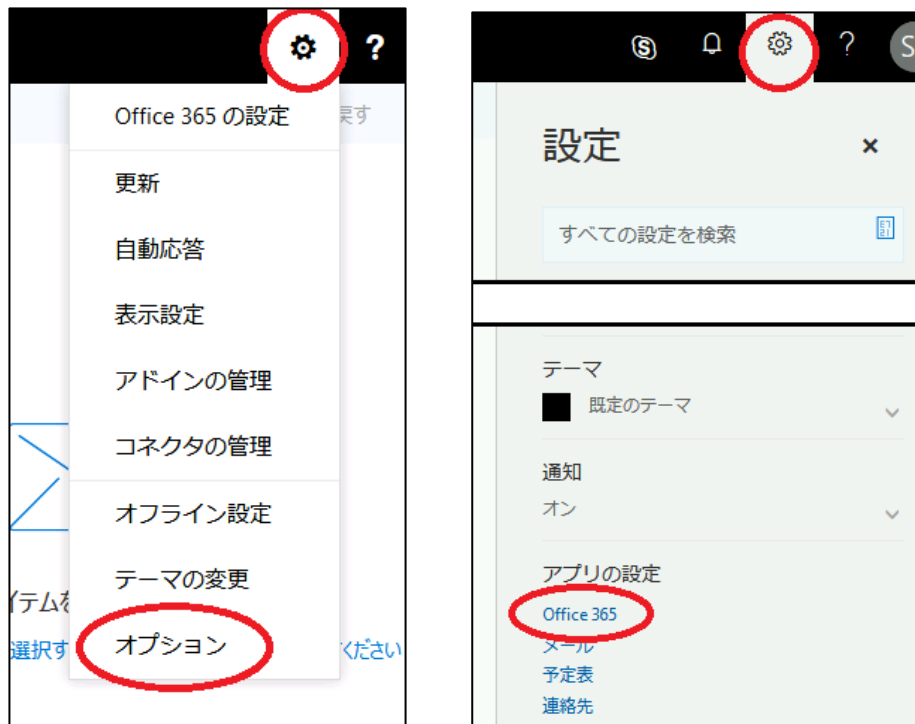 ?
Office 365 の設定
戻す
更新
自動応答
表示設定
アドインの管理
コネクタの管理
オフライン設定
テーマの変更
イテムを
オプション
選択す
ください
? S
設定 ×
すべての設定を検索
テーマ
既定のテーマ
通知
オン
アプリの設定
Office 365
メール
予定表
連絡先